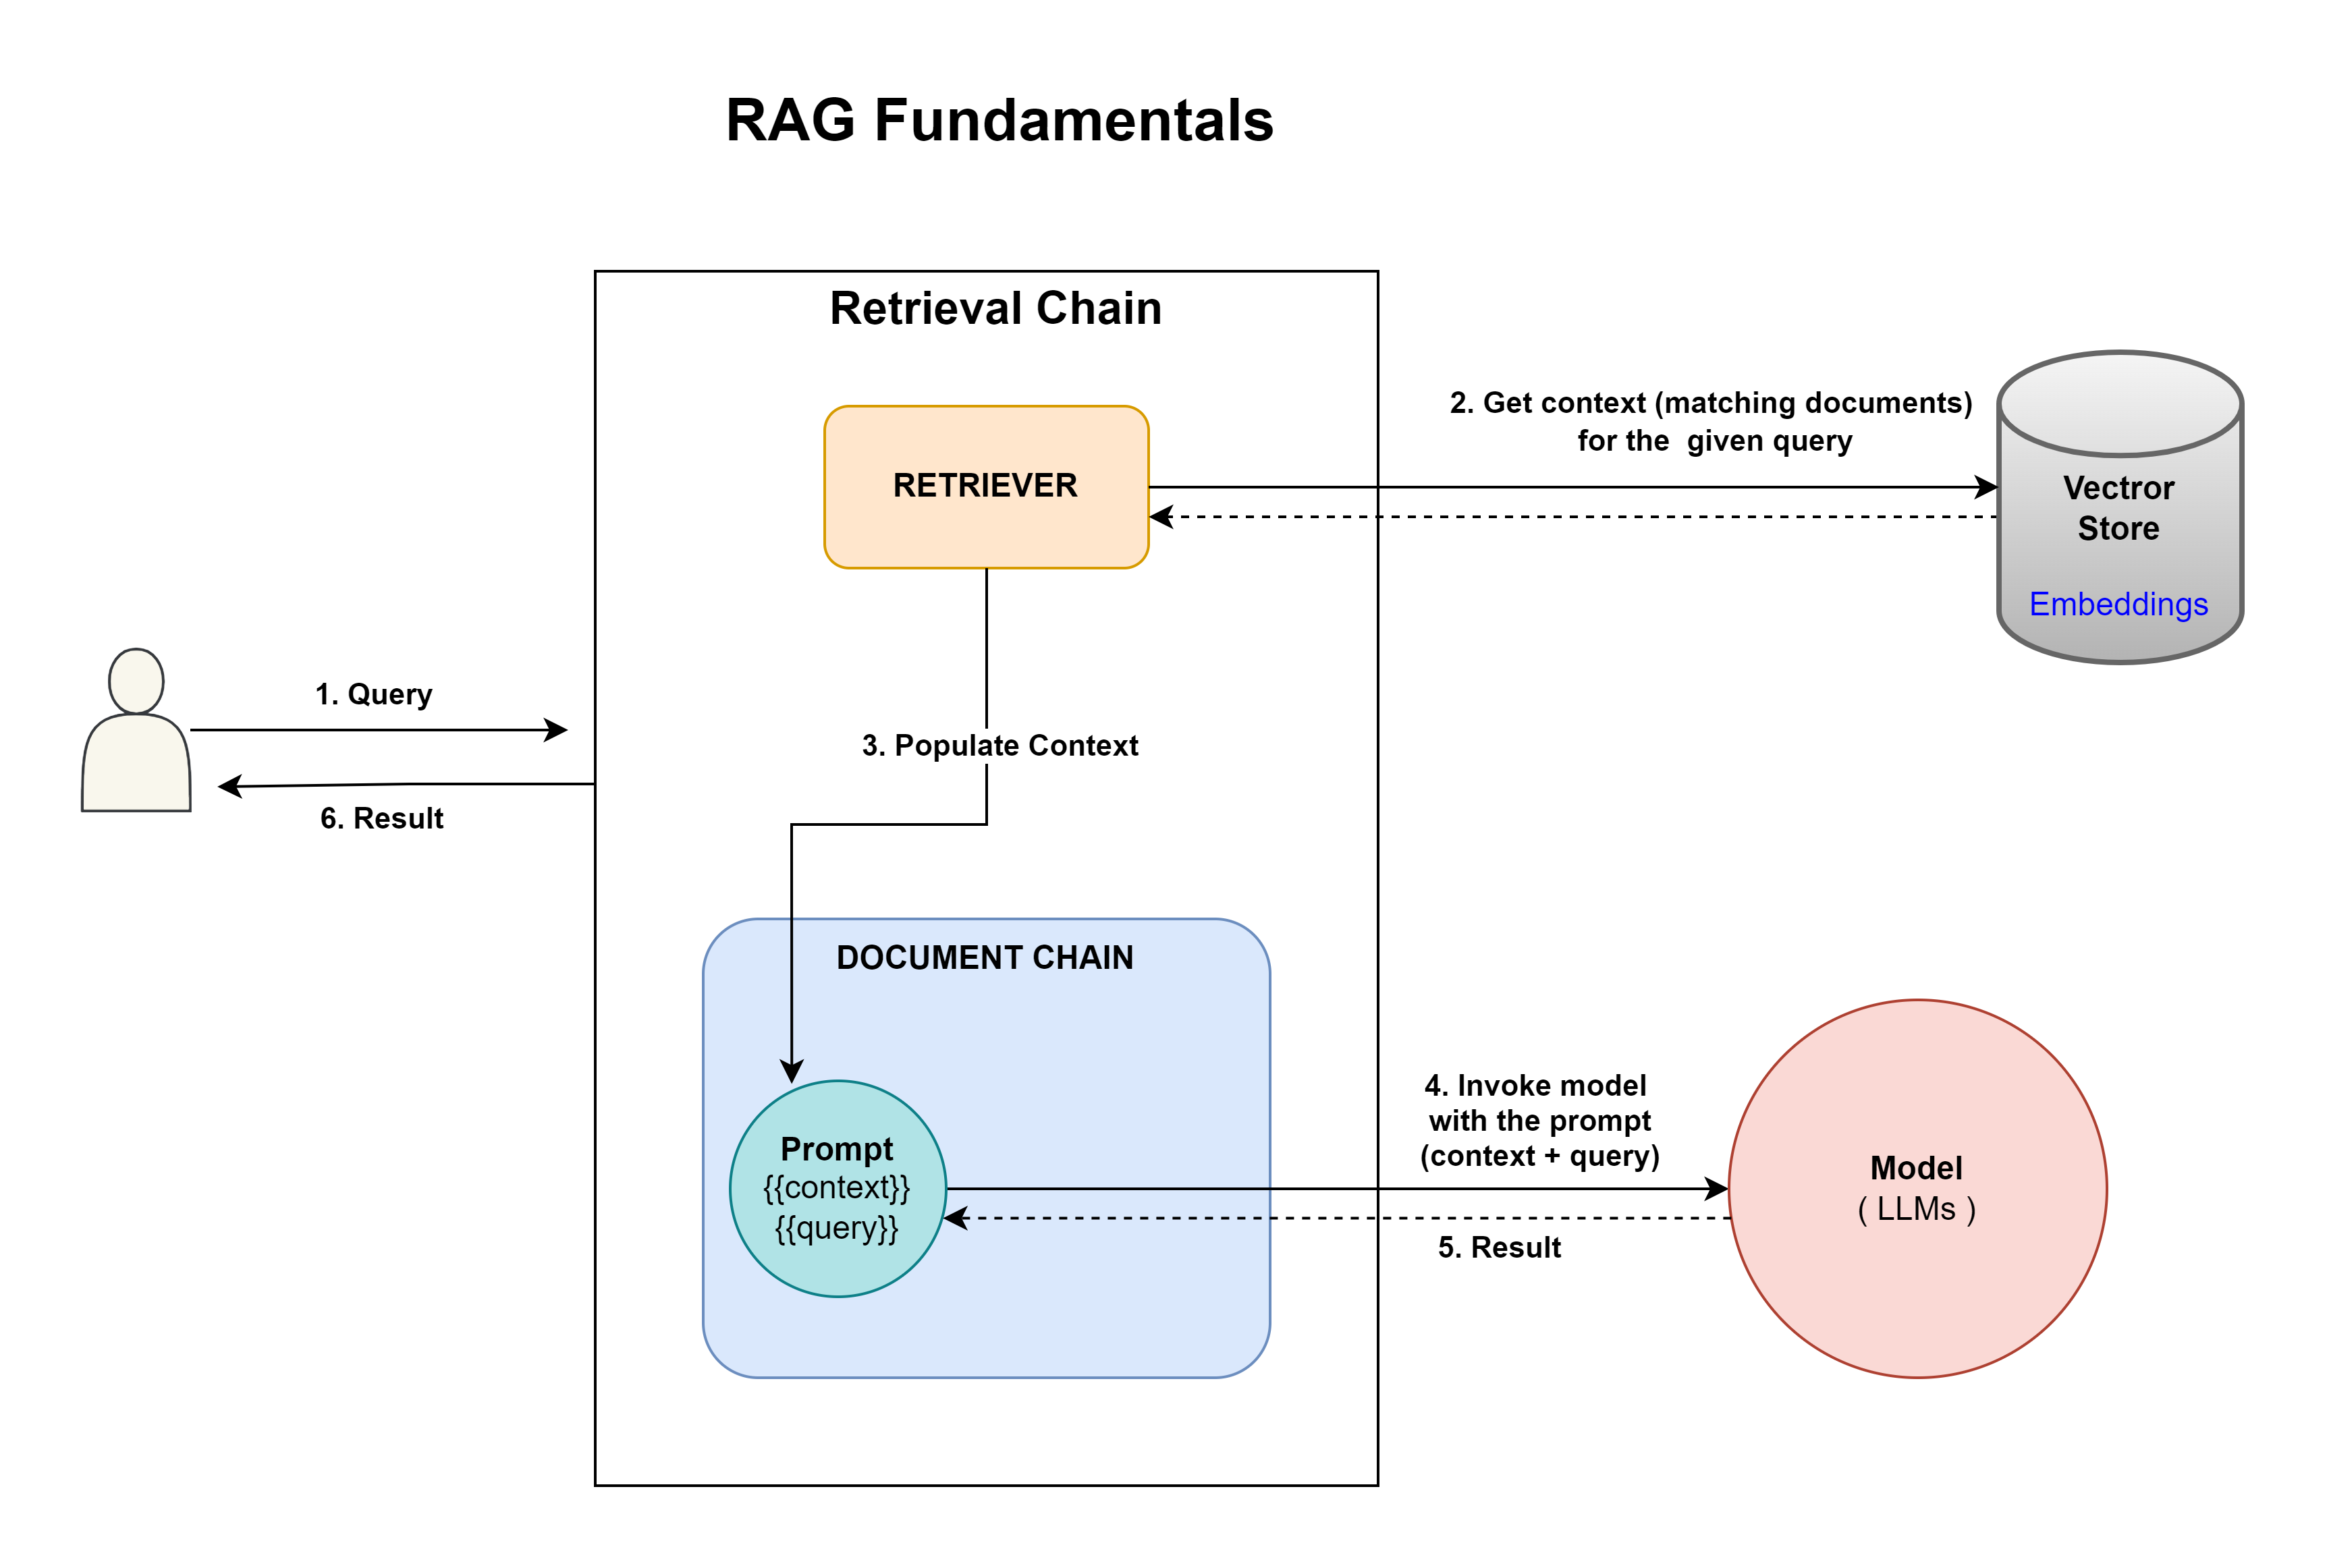 RAG Fundamentals
Retrieval Chain
RETRIEVER
2. Get context (matching documents)
for the  given query
Vectror
Store
Embeddings
1. Query
3. Populate Context
6. Result
DOCUMENT CHAIN
Prompt
{{context}}
{{query}}
4. Invoke model
with the prompt
(context + query)
5. Result
Model
( LLMs )